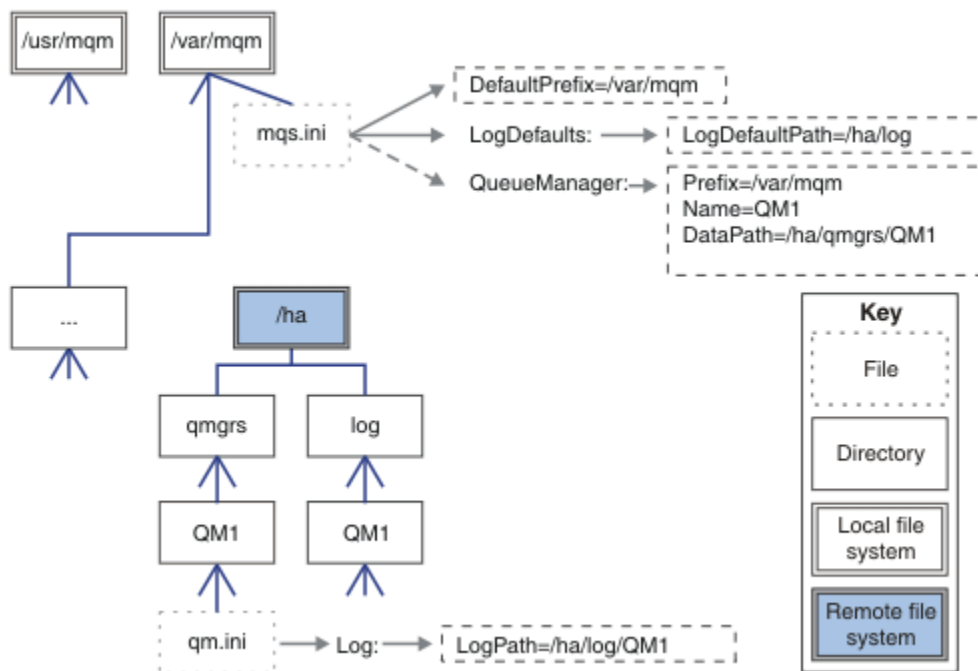 /usr/mqm
/var/mqm
DefaultPrefix=/var/mqm
mqs.ini
LogDefaults:
LogDefaultPath=/ha/log
QueueManager:
Prefix=/var/mqm
Name=QM1
DataPath=/ha/qmgrs/QM1
...
/ha
Key
File
qmgrs
log
Directory
QM1
QM1
Local file
system
qm.ini
Log:
LogPath=/ha/log/QM1
Remote file
system